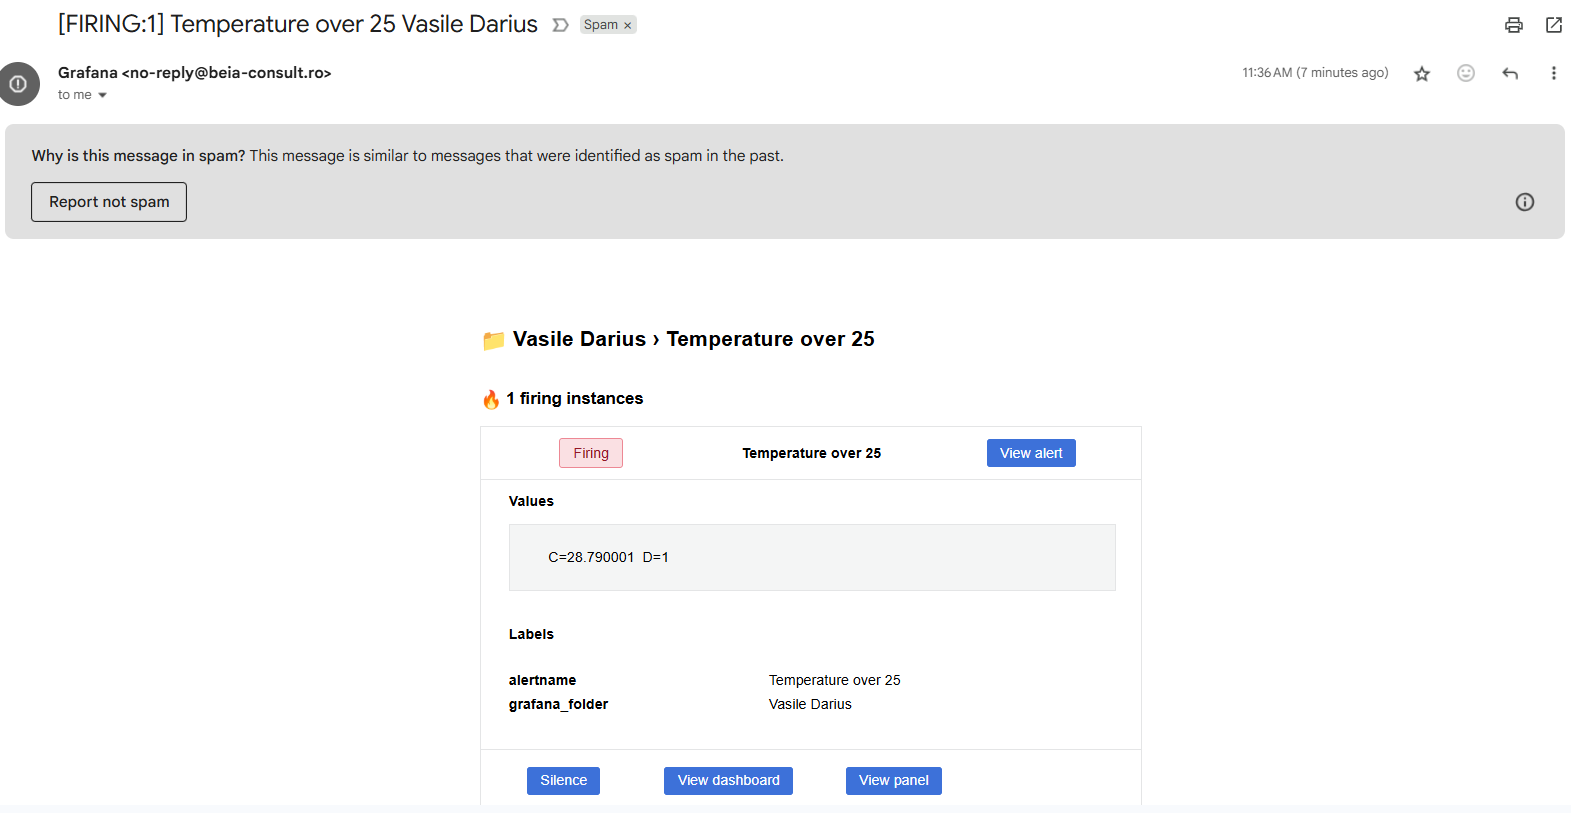 [FIRING:1] Temperature over 25 Vasile Darius Spam ×
Grafana <no-reply@beia-consult.ro> 11:36 AM (7 minutes ago)
to me
Why is this message in spam? This message is similar to messages that were identified as spam in the past.
Report not spam
📁 Vasile Darius › Temperature over 25
🔥 1 firing instances
Firing Temperature over 25 View alert
Values
C=28.790001 D=1
Labels
alertname Temperature over 25
grafana_folder Vasile Darius
Silence View dashboard View panel